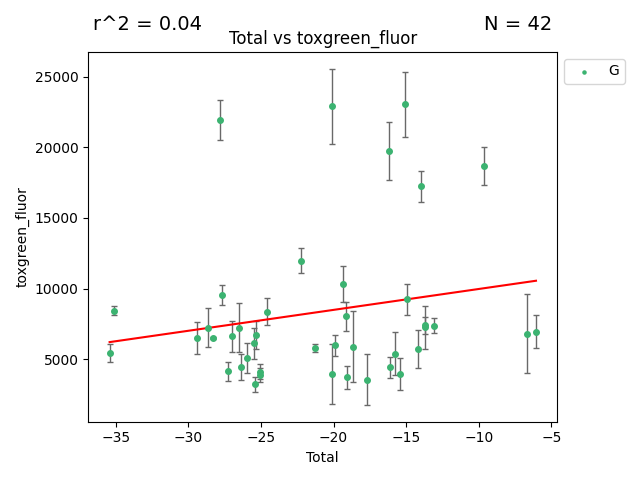 r^2 = 0.04
N = 42
Total vs toxgreen_fluor
G
25000
20000
15000
10000
5000
toxgreen_fluor
−35
−30
−25
−20
−15
−10
−5
Total